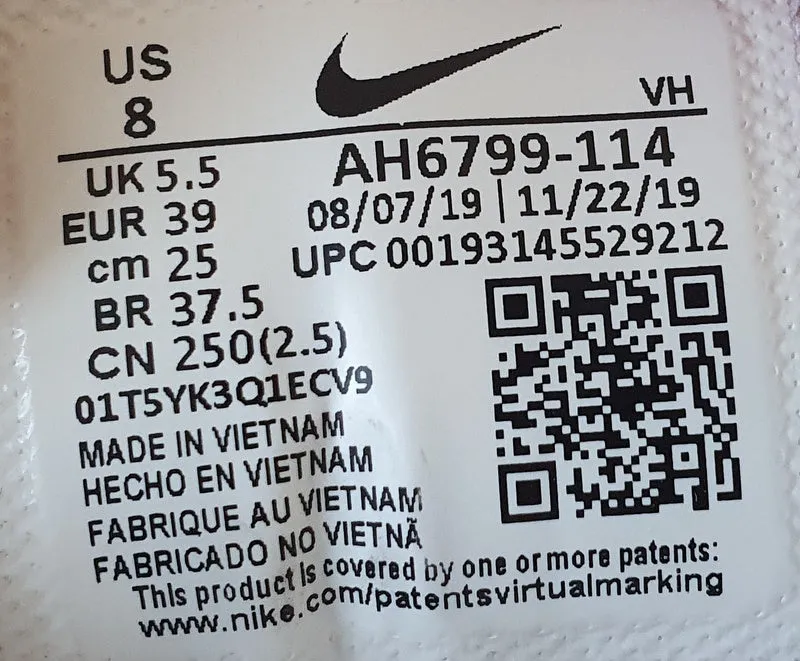 US
8
VH
UK 5.5
EUR 39
cm 25
BR 37.5
CN 250(2.5)
AH6799-114
08/07/19 | 11/22/19
UPC 00193145529212
01T5YK3Q1ECV9
MADE IN VIETNAM
HECHO EN VIETNAM
FABRIQUE AU VIETNAM
FABRICADO NO VIETNÃ
This product is covered by one or more patents:
www.nike.com/patentsvirtualmarking